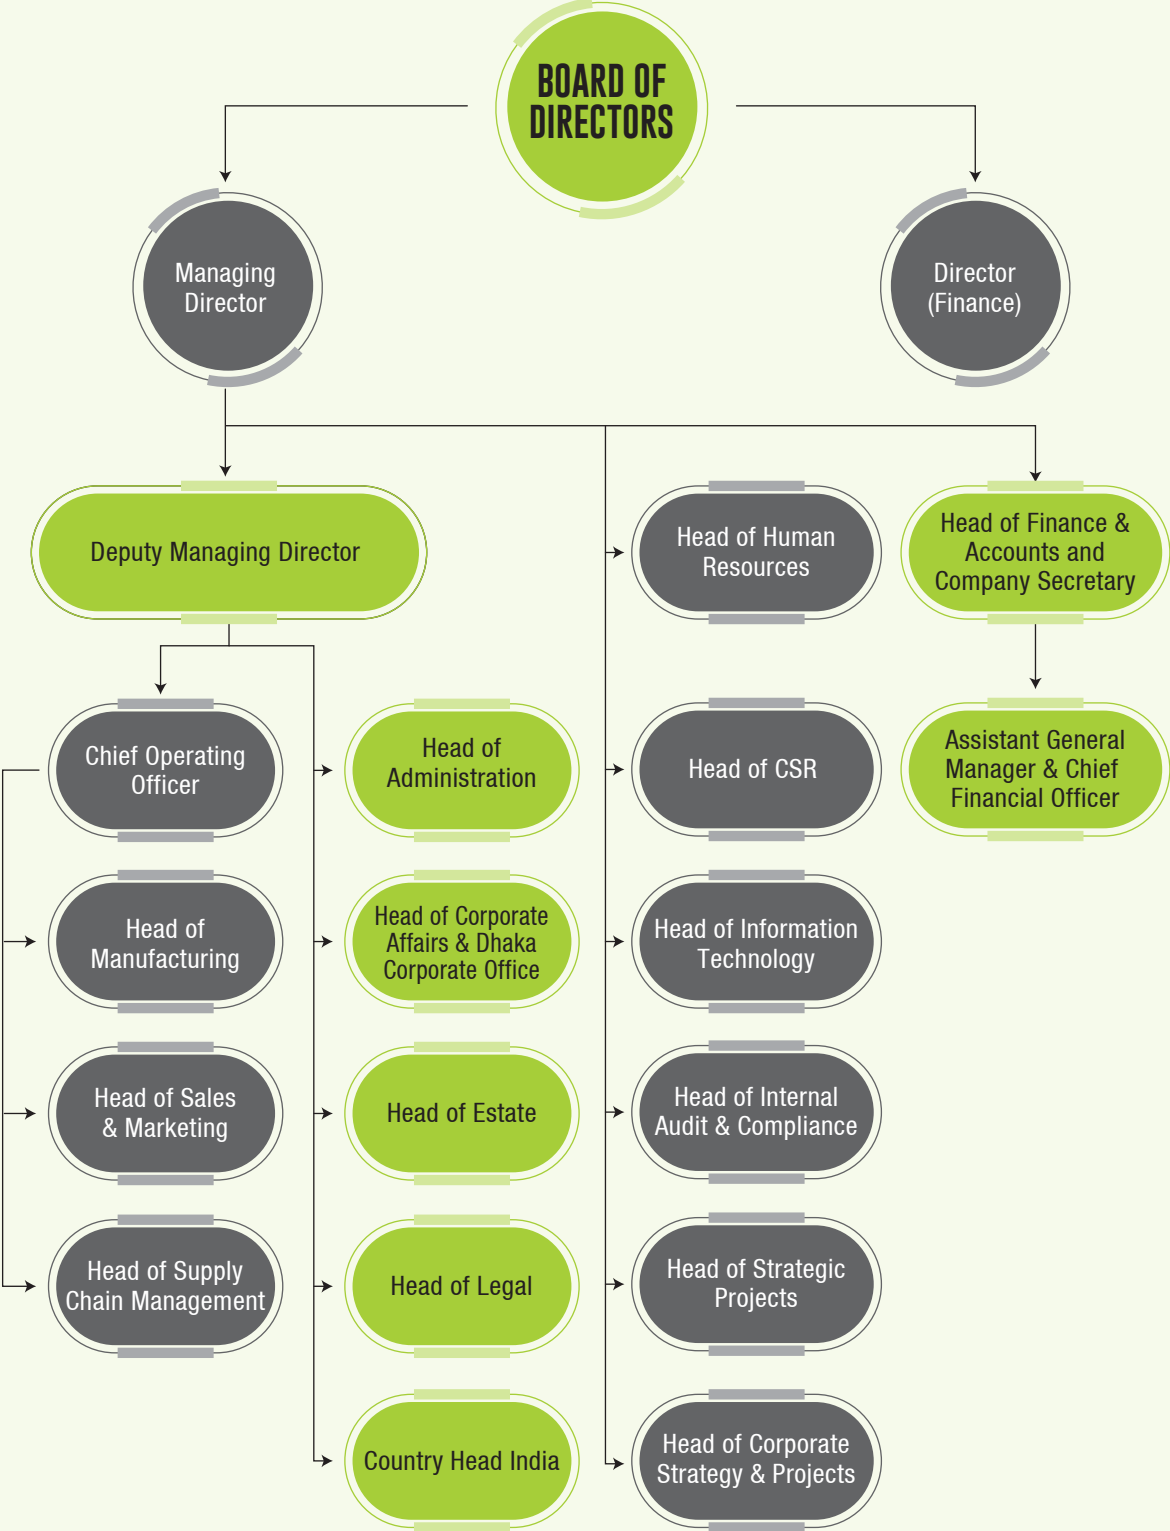 BOARD OF
DIRECTORS
Managing
Director
Director
(Finance)
Deputy Managing Director
Head of Human
Resources
Head of Finance &
Accounts and
Company Secretary
Chief Operating
Officer
Head of
Administration
Head of CSR
Assistant General
Manager & Chief
Financial Officer
Head of
Manufacturing
Head of Corporate
Affairs & Dhaka
Corporate Office
Head of Information
Technology
Head of Sales
& Marketing
Head of Estate
Head of Internal
Audit & Compliance
Head of Supply
Chain Management
Head of Legal
Head of Strategic
Projects
Country Head India
Head of Corporate
Strategy & Projects